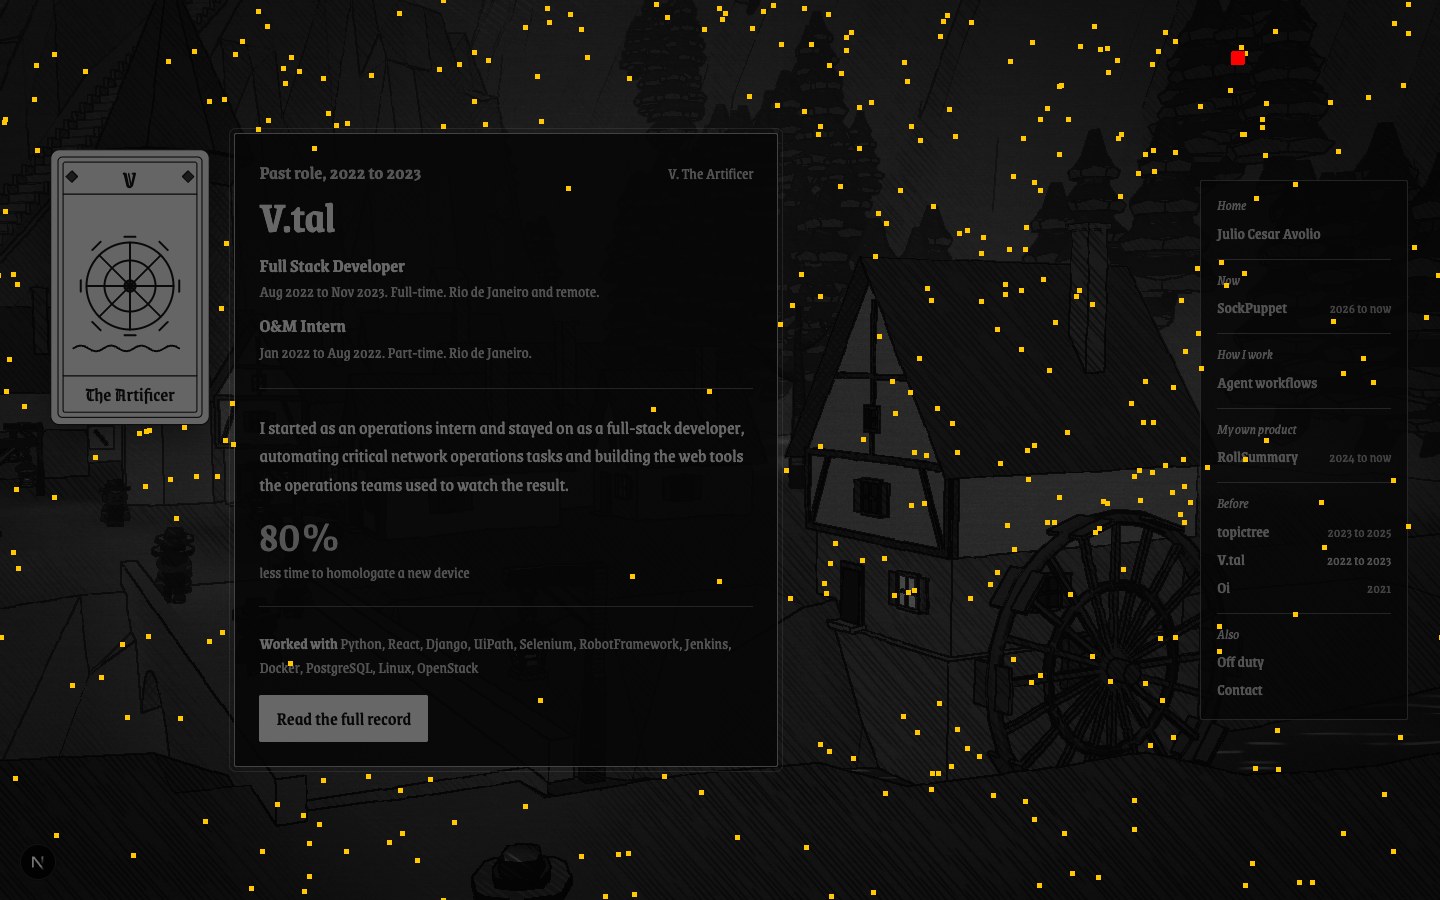 V
The Artificer
Past role, 2022 to 2023
V. The Artificer
V.tal
Full Stack Developer
Aug 2022 to Nov 2023. Full-time. Rio de Janeiro and remote.
O&M Intern
Jan 2022 to Aug 2022. Part-time. Rio de Janeiro.
I started as an operations intern and stayed on as a full-stack developer,
automating critical network operations tasks and building the web tools
the operations teams used to watch the result.
80%
less time to homologate a new device
Worked with Python, React, Django, UiPath, Selenium, RobotFramework, Jenkins,
Docker, PostgreSQL, Linux, OpenStack
Read the full record
Home
Julio Cesar Avolio
Now
SockPuppet 2026 to now
How I work
Agent workflows
My own product
RollSummary 2024 to now
Before
topictree 2023 to 2025
V.tal 2022 to 2023
Oi 2021
Also
Off duty
Contact
N